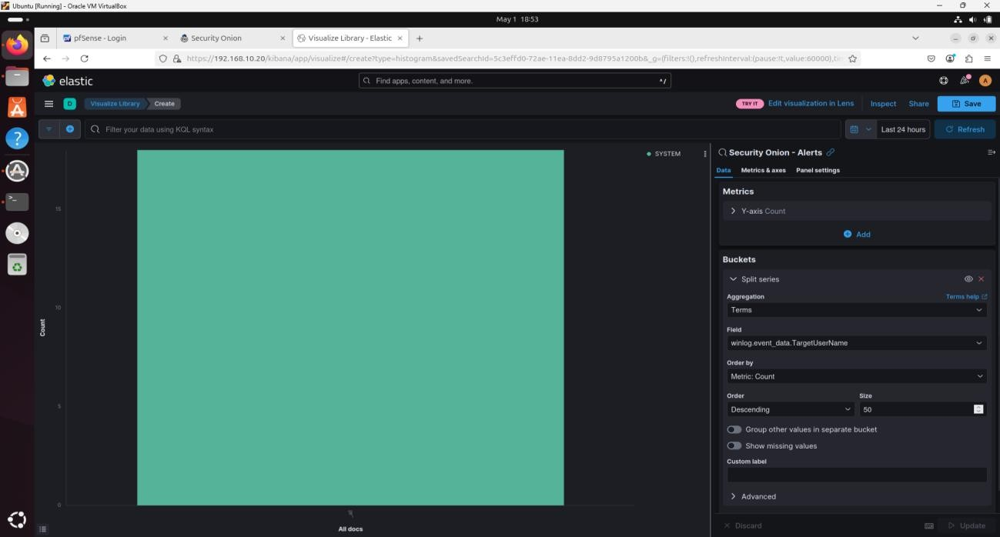 Ubuntu [Running] - Oracle VM VirtualBox
May 1 18:53
pfSense - Login
Security Onion
Visualize Library - Elastic
https://192.168.10.20/kibana/app/visualize#/create?type=histogram&savedSearchId=5c3effd0-72ae-11ea-8dd2-9d8795a1200b&_g=(filters:!(),refreshInterval:(pause:!t,value:60000),tim
elastic
Find apps, content, and more.
^/
A
D
Visualize Library
Create
TRY IT
Edit visualization in Lens
Inspect
Share
Save
Filter your data using KQL syntax
Last 24 hours
Refresh
SYSTEM
15
10
5
0
Count
All docs
Security Onion - Alerts
Data
Metrics & axes
Panel settings
Metrics
Y-axis Count
Add
Buckets
Split series
Aggregation
Terms help
Terms
Field
winlog.event_data.TargetUserName
Order by
Metric: Count
Order
Size
Descending
50
Group other values in separate bucket
Show missing values
Custom label
Advanced
Discard
Update